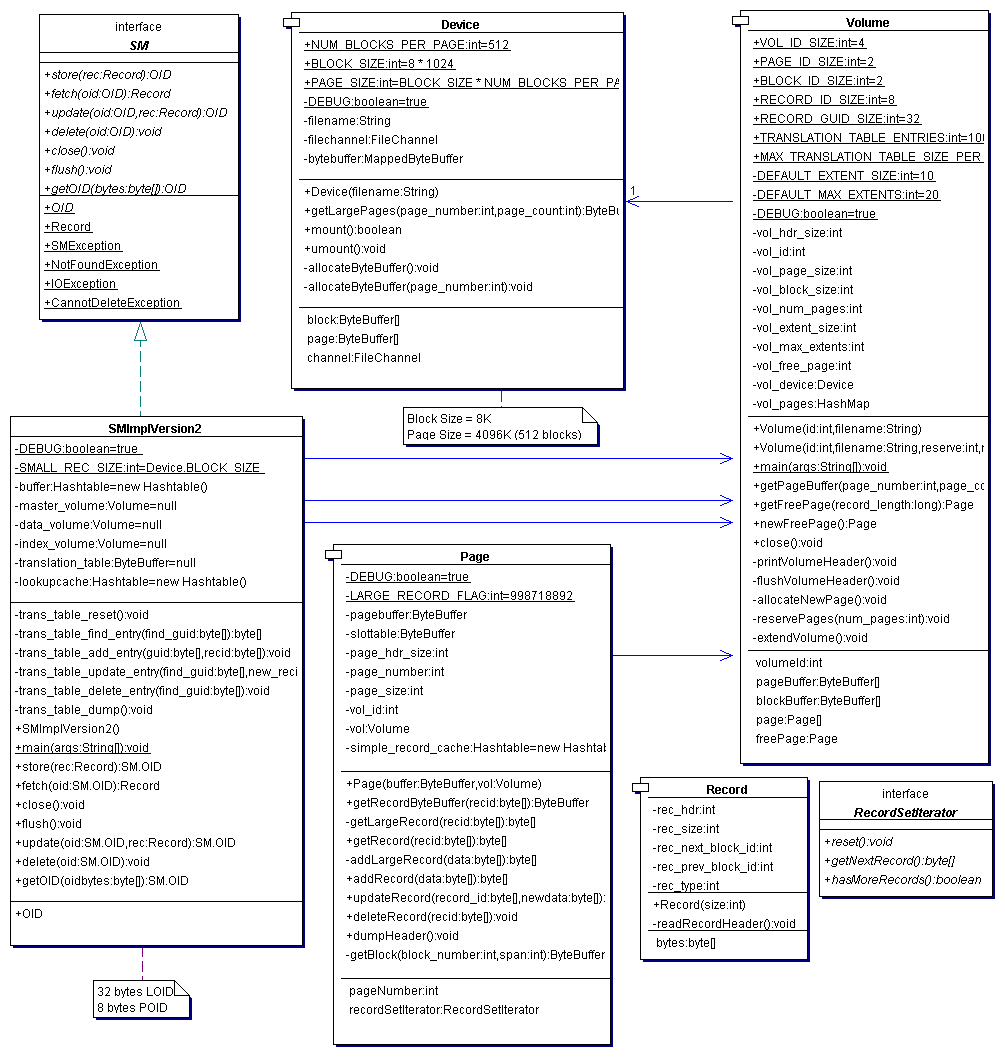 interface
SM
+store(rec:Record):OID
+fetch(oid:OID):Record
+update(oid:OID,rec:Record):OID
+delete(oid:OID):void
+close():void
+flush():void
+getOID(bytes:byte[]):OID
+OID
+Record
+SMException
+NotFoundException
+IOException
+CannotDeleteException
Device
+NUM_BLOCKS_PER_PAGE:int=512
+BLOCK_SIZE:int=8 * 1024
+PAGE_SIZE:int=BLOCK_SIZE * NUM_BLOCKS_PER_PA
-DEBUG:boolean=true
-filename:String
-filechannel:FileChannel
-bytebuffer:MappedByteBuffer
+Device(filename:String)
+getLargePages(page_number:int,page_count:int):ByteBu
+mount():boolean
+umount():void
-allocateByteBuffer():void
-allocateByteBuffer(page_number:int):void
block:ByteBuffer[]
page:ByteBuffer[]
channel:FileChannel
Block Size = 8K
Page Size = 4096K (512 blocks)
1
Volume
+VOL_ID_SIZE:int=4
+PAGE_ID_SIZE:int=2
+BLOCK_ID_SIZE:int=2
+RECORD_ID_SIZE:int=8
+RECORD_GUID_SIZE:int=32
+TRANSLATION_TABLE_ENTRIES:int=100
+MAX_TRANSLATION_TABLE_SIZE_PER_
-DEFAULT_EXTENT_SIZE:int=10
-DEFAULT_MAX_EXTENTS:int=20
-DEBUG:boolean=true
-vol_hdr_size:int
-vol_id:int
-vol_page_size:int
-vol_block_size:int
-vol_num_pages:int
-vol_extent_size:int
-vol_max_extents:int
-vol_free_page:int
-vol_device:Device
-vol_pages:HashMap
+Volume(id:int,filename:String)
+Volume(id:int,filename:String,reserve:int,r
+main(args:String[]):void
+getPageBuffer(page_number:int,page_co
+getFreePage(record_length:long):Page
+newFreePage():Page
+close():void
-printVolumeHeader():void
-flushVolumeHeader():void
-allocateNewPage():void
-reservePages(num_pages:int):void
-extendVolume():void
volumeId:int
pageBuffer:ByteBuffer[]
blockBuffer:ByteBuffer[]
page:Page[]
freePage:Page
SMImplVersion2
-DEBUG:boolean=true
-SMALL_REC_SIZE:int=Device.BLOCK_SIZE
-buffer:Hashtable=new Hashtable()
-master_volume:Volume=null
-data_volume:Volume=null
-index_volume:Volume=null
-translation_table:ByteBuffer=null
-lookupcache:Hashtable=new Hashtable()
-trans_table_reset():void
-trans_table_find_entry(find_guid:byte[]):byte[]
-trans_table_add_entry(guid:byte[],recid:byte[]):void
-trans_table_update_entry(find_guid:byte[],new_reci
-trans_table_delete_entry(find_guid:byte[]):void
-trans_table_dump():void
+SMImplVersion2()
+main(args:String[]):void
+store(rec:Record):SM.OID
+fetch(oid:SM.OID):Record
+close():void
+flush():void
+update(oid:SM.OID,rec:Record):SM.OID
+delete(oid:SM.OID):void
+getOID(oidbytes:byte[]):SM.OID
+OID
32 bytes LOID
8 bytes POID
Page
-DEBUG:boolean=true
-LARGE_RECORD_FLAG:int=998718892
-pagebuffer:ByteBuffer
-slottable:ByteBuffer
-page_hdr_size:int
-page_number:int
-page_size:int
-vol_id:int
-vol:Volume
-simple_record_cache:Hashtable=new Hashtab
+Page(buffer:ByteBuffer,vol:Volume)
+getRecordByteBuffer(recid:byte[]):ByteBuffer
-getLargeRecord(recid:byte[]):byte[]
+getRecord(recid:byte[]):byte[]
-addLargeRecord(data:byte[]):byte[]
+addRecord(data:byte[]):byte[]
+updateRecord(record_id:byte[],newdata:byte[]):
+deleteRecord(recid:byte[]):void
+dumpHeader():void
-getBlock(block_number:int,span:int):ByteBuffer
pageNumber:int
recordSetIterator:RecordSetIterator
Record
-rec_hdr:int
-rec_size:int
-rec_next_block_id:int
-rec_prev_block_id:int
-rec_type:int
+Record(size:int)
-readRecordHeader():void
bytes:byte[]
interface
RecordSetIterator
+reset():void
+getNextRecord():byte[]
+hasMoreRecords():boolean